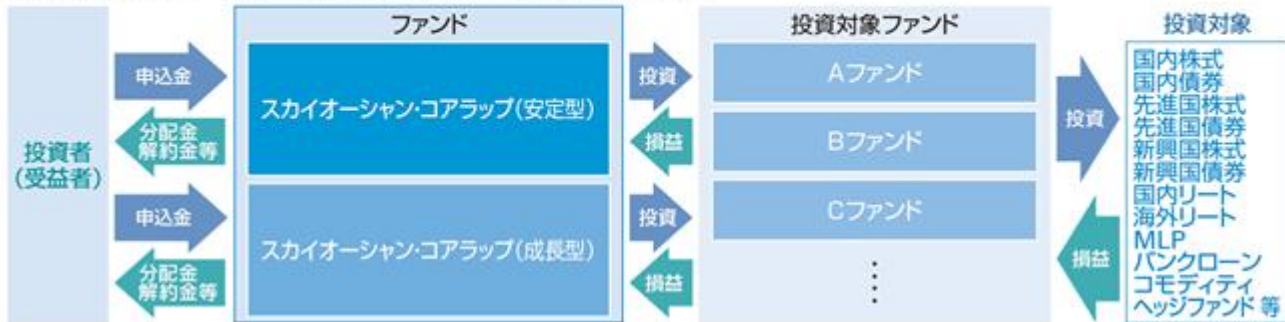 投資者
(受益者)
申込金
分配金
解約金等
申込金
分配金
解約金等
ファンド
スカイオーシャン・コアラップ(安定型)
スカイオーシャン・コアラップ(成長型)
投資
損益
投資
損益
投資対象ファンド
Aファンド
Bファンド
Cファンド
投資
損益
投資対象
国内株式
国内債券
先進国株式
先進国債券
新興国株式
新興国債券
国内リート
海外リート
MLP
バンクローン
コモディティ
ヘッジファンド 等